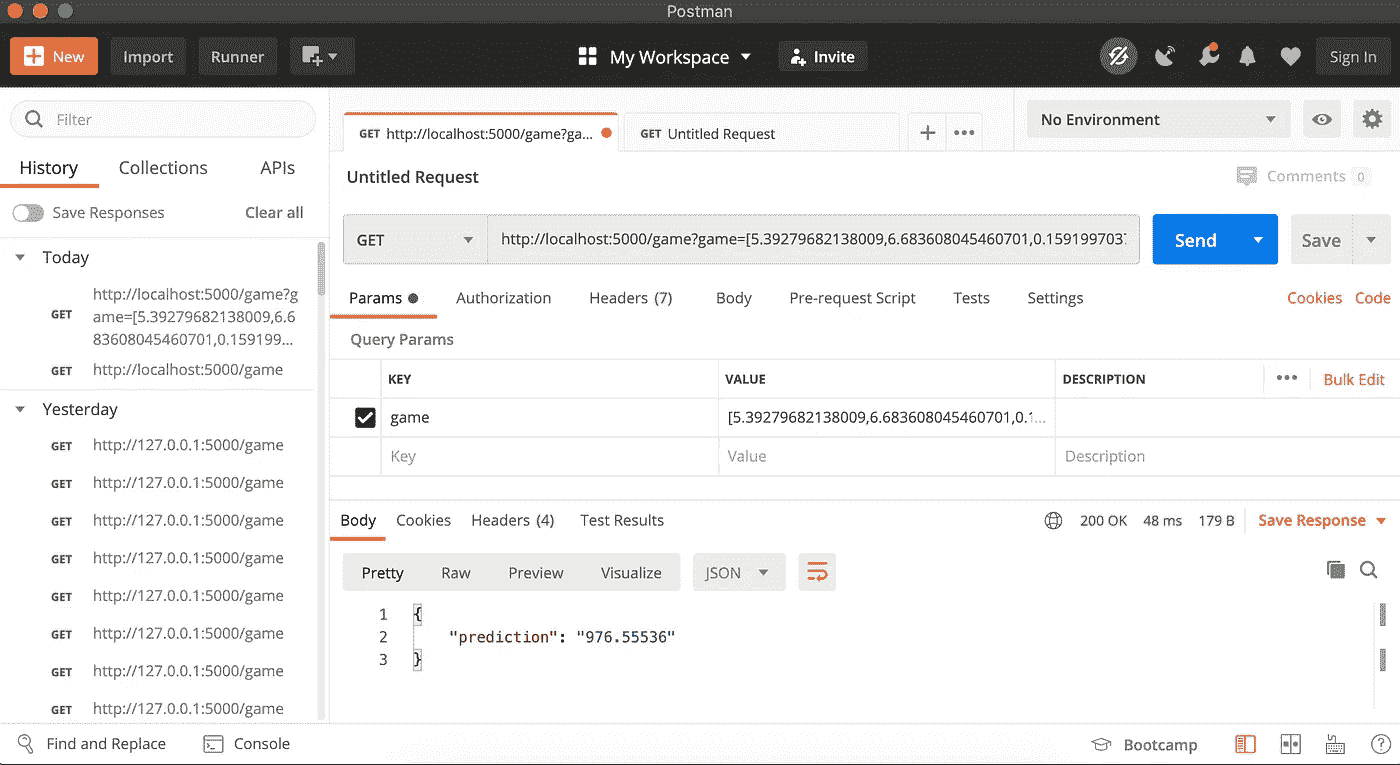 Postman
New
Import
Runner
My Workspace
Invite
Sign In
Filter
History
Collections
APIs
Save Responses
Clear all
Today
GET
http://localhost:5000/game?g
ame=[5.39279682138009,6.6
83608045460701,0.159199...
GET http://localhost:5000/game
Yesterday
GET http://127.0.0.1:5000/game
GET http://127.0.0.1:5000/game
GET http://127.0.0.1:5000/game
GET http://127.0.0.1:5000/game
GET http://127.0.0.1:5000/game
GET http://127.0.0.1:5000/game
GET http://127.0.0.1:5000/game
GET http://127.0.0.1:5000/game
GET http://localhost:5000/game?ga...
GET Untitled Request
No Environment
Untitled Request
Comments 0
GET
http://localhost:5000/game?game=[5.39279682138009,6.683608045460701,0.159199703
Send
Save
Params
Authorization
Headers (7)
Body
Pre-request Script
Tests
Settings
Cookies
Code
Query Params
KEY VALUE DESCRIPTION
Bulk Edit
game [5.39279682138009,6.683608045460701,0.1...
Key Value Description
Body
Cookies
Headers (4)
Test Results
200 OK 48 ms 179 B
Save Response
Pretty
Raw
Preview
Visualize
JSON
1 {
2 "prediction": "976.55536"
3 }
Find and Replace
Console
Bootcamp